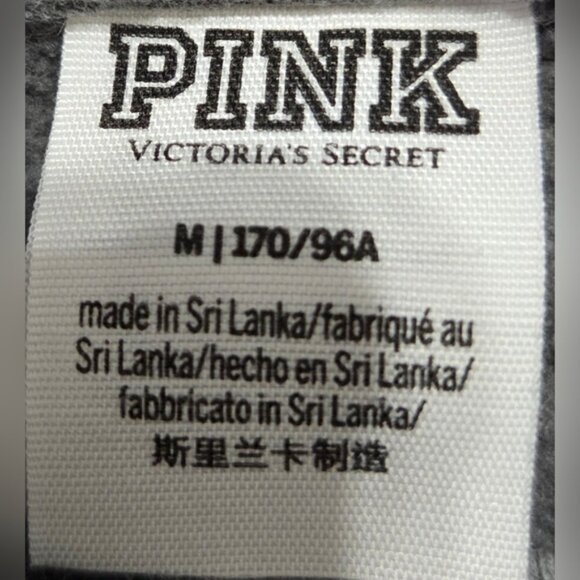 PINK
VICTORIA'S SECRET
M | 170/96A
made in Sri Lanka/fabriqué au
Sri Lanka/hecho en Sri Lanka/
fabbricato in Sri Lanka/
斯里兰卡制造